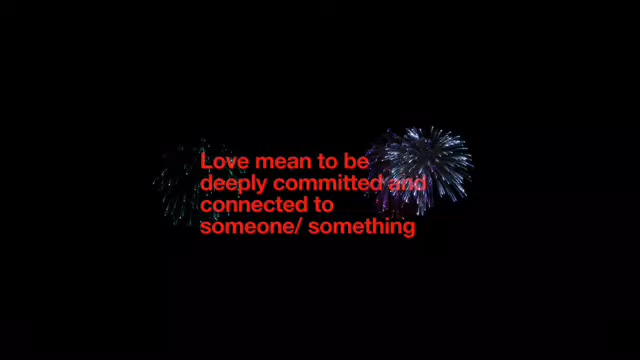 Love mean to be
deeply committed and
connected to
someone/ something